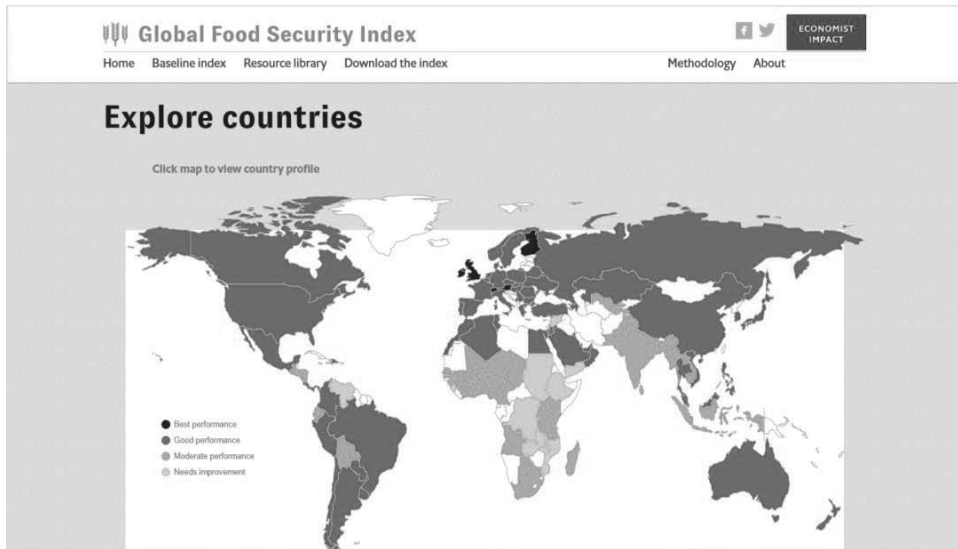 Global Food Security Index
f
ECONOMIST
IMPACT
Home Baseline index Resource library Download the index Methodology About
Explore countries
Click map to view country profile
Best performance
Good performance
Moderate performance
Needs improvement